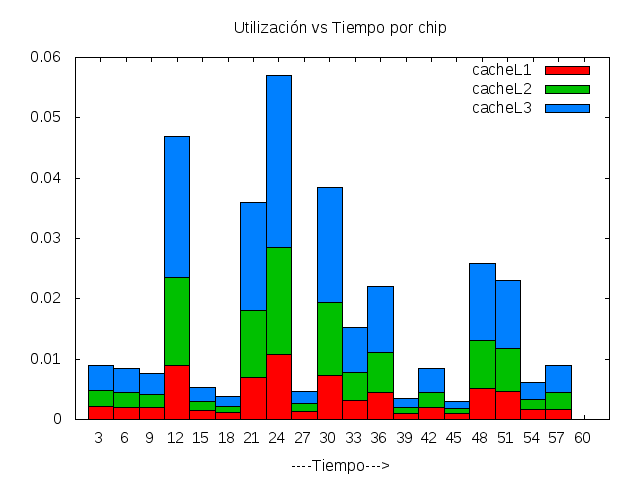 Utilización vs Tiempo por chip
0.06
cacheL1
cacheL2
cacheL3
0.05
0.04
0.03
0.02
0.01
0
3 6 9 12 15 18 21 24 27 30 33 36 39 42 45 48 51 54 57 60
----Tiempo--->